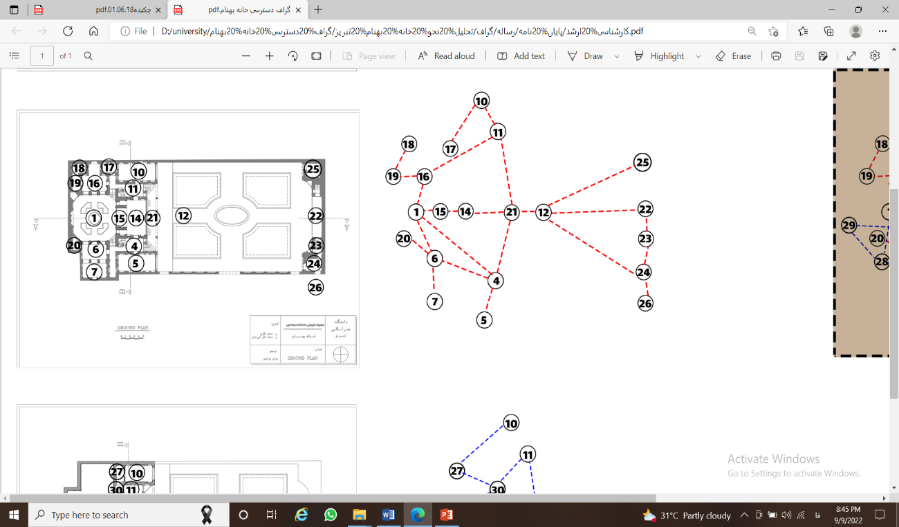 چکیده01.06.18.pdf
گراف دسترسی خانه بهنام.pdf
File
D:/university/پایان%20نامه/رساله/گراف/تحلیل%20نحو%20خانه%20بهنام%20تبریز/گراف%20دسترسی%20خانه%20بهنام/کارشناسی%20ارشد.pdf
1 of 1
Page view
Read aloud
Add text
Draw
Highlight
Erase
18 17 10 25
19 16 11
1 15 14 21 12 22
20 6 4 23
7 5 24
26
GROUND PLAN
دانشگاه
GROUND PLAN
10
11
18 17 25
19 16
1 15 14 21 12 22
20 23
6 24
4
7 26
5
18
19
29 20
28
27 10
30 11
10
11
27
30
Activate Windows
Go to Settings to activate Windows.
Type here to search
31°C Partly cloudy
8:45 PM
9/9/2022